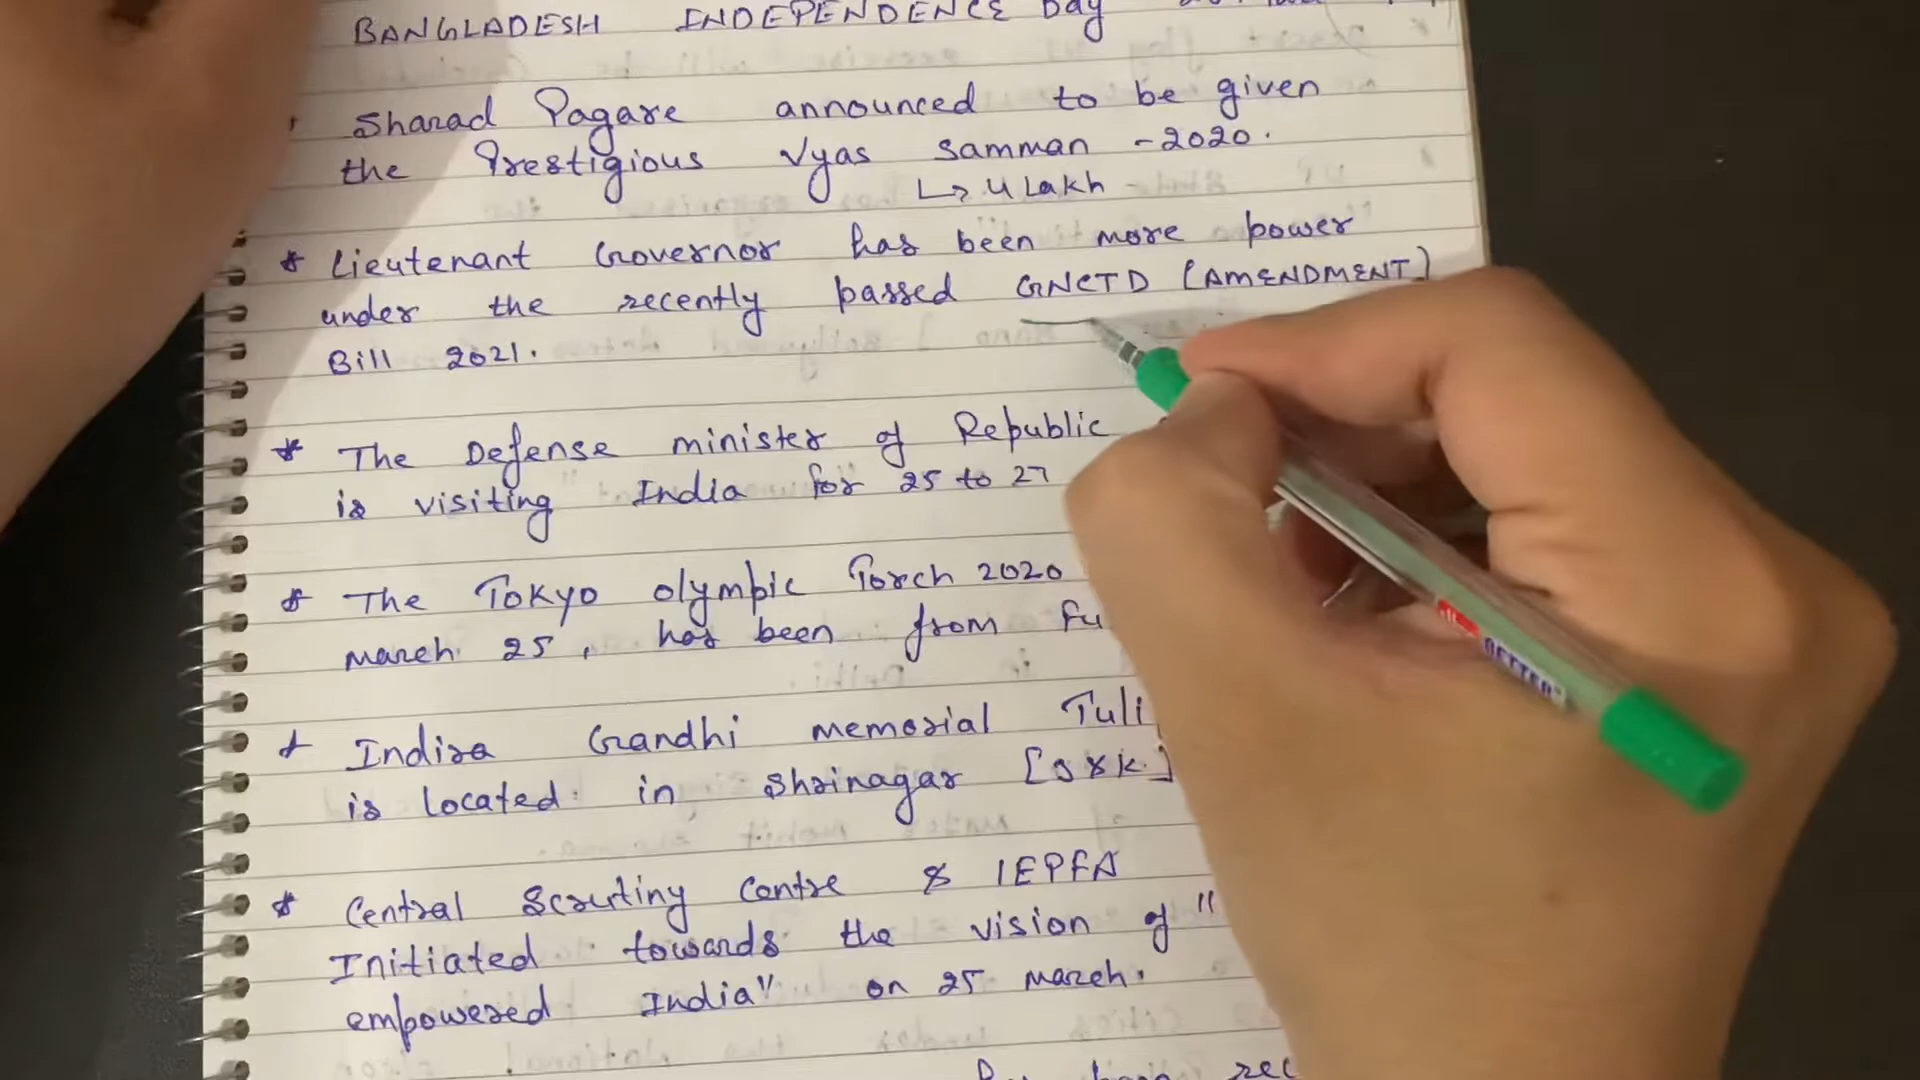 BANGLADESH INDEPENDENCE Day
Sharad Pagare announced to be given
the Prestigious Vyas Samman - 2020.
↳ 4 Lakh
* Lieutenant Governor has been more power
under the recently passed GNCTD (AMENDMENT)
Bill 2021.
* The Defense minister of Republic
is visiting India for 25 to 27
* The Tokyo olympic Torch 2020
march 25, has been from Fu
* Indira Gandhi memorial Tuli
is located in Shrinagar [J&K]
* Central Scrutiny Centre & IEPFA
Initiated towards the vision of "
empowered India" on 25 march.
BETTER